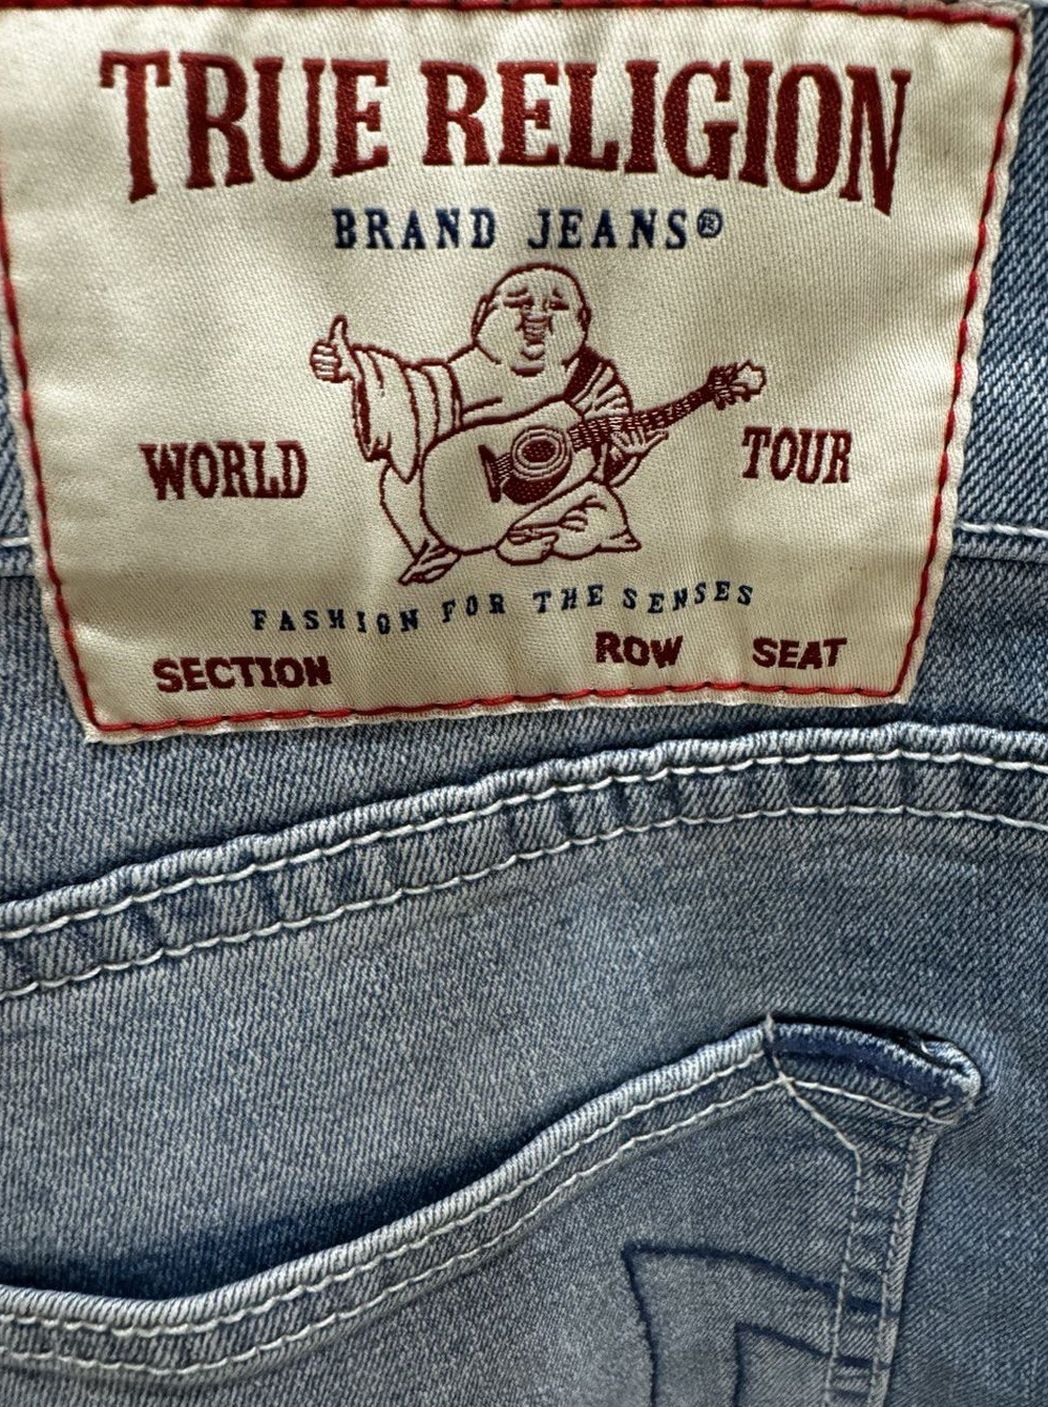 TRUE RELIGION
BRAND JEANS®
WORLD TOUR
FASHION FOR THE SENSES
SECTION ROW SEAT